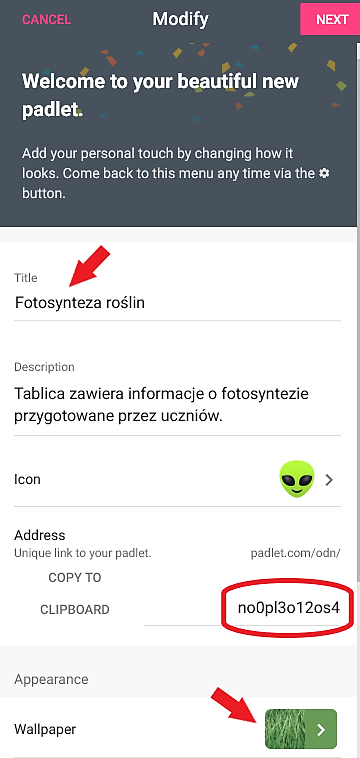 CANCEL Modify NEXT
Welcome to your beautiful new
padlet.
Add your personal touch by changing how it
looks. Come back to this menu any time via the
button.
Title
Fotosynteza roślin
Description
Tablica zawiera informacje o fotosyntezie
przygotowane przez uczniów.
Icon
Address
Unique link to your padlet. padlet.com/odn/
COPY TO
CLIPBOARD no0pl3o12os4
Appearance
Wallpaper